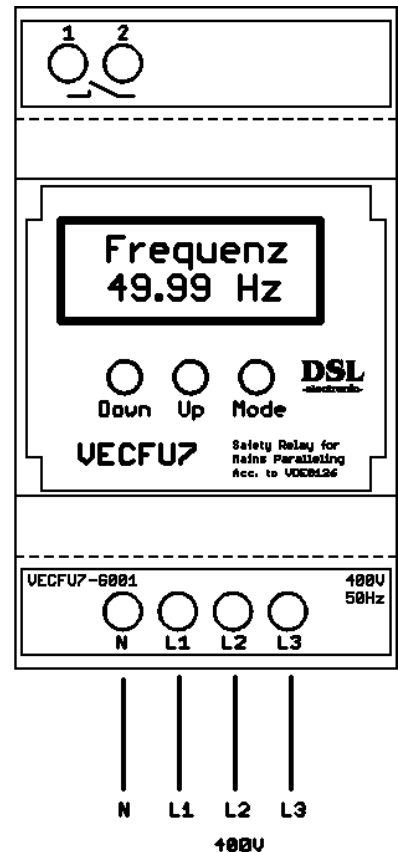 1 2
Frequenz
49.99 Hz
Down Up Mode
DSL
-electronic-
VECFU7
Safety Relay for
Mains Paralleling
Acc. to VDE0126
VECFU7-6001
400V
50Hz
N L1 L2 L3
N L1 L2 L3
400V